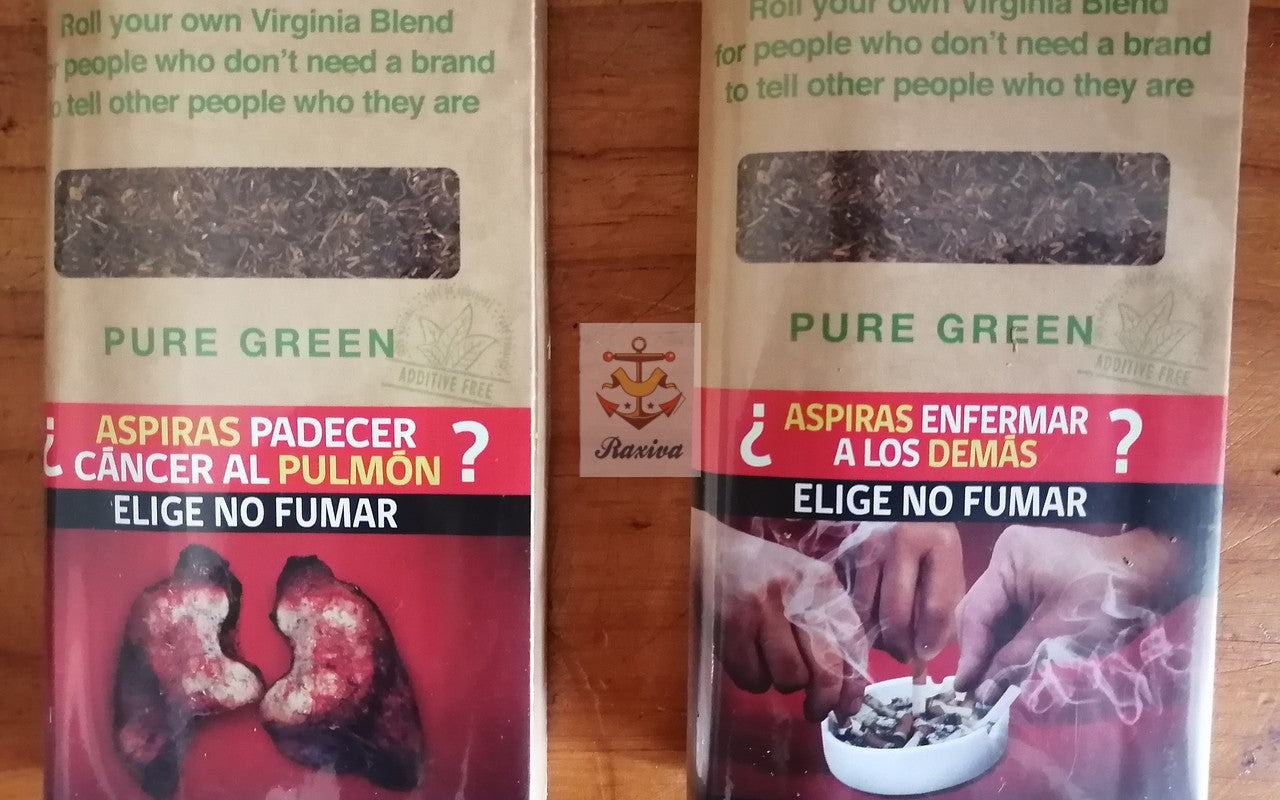 Roll your own Virginia Blend
people who don't need a brand
to tell other people who they are
PURE GREEN
ADDITIVE FREE
¿ ASPIRAS PADECER
CÁNCER AL PULMÓN ?
ELIGE NO FUMAR
Raxiva
Roll your own Virginia Blend
for people who don't need a brand
to tell other people who they are
PURE GREEN
ADDITIVE FREE
¿ ASPIRAS ENFERMAR
A LOS DEMÁS ?
ELIGE NO FUMAR